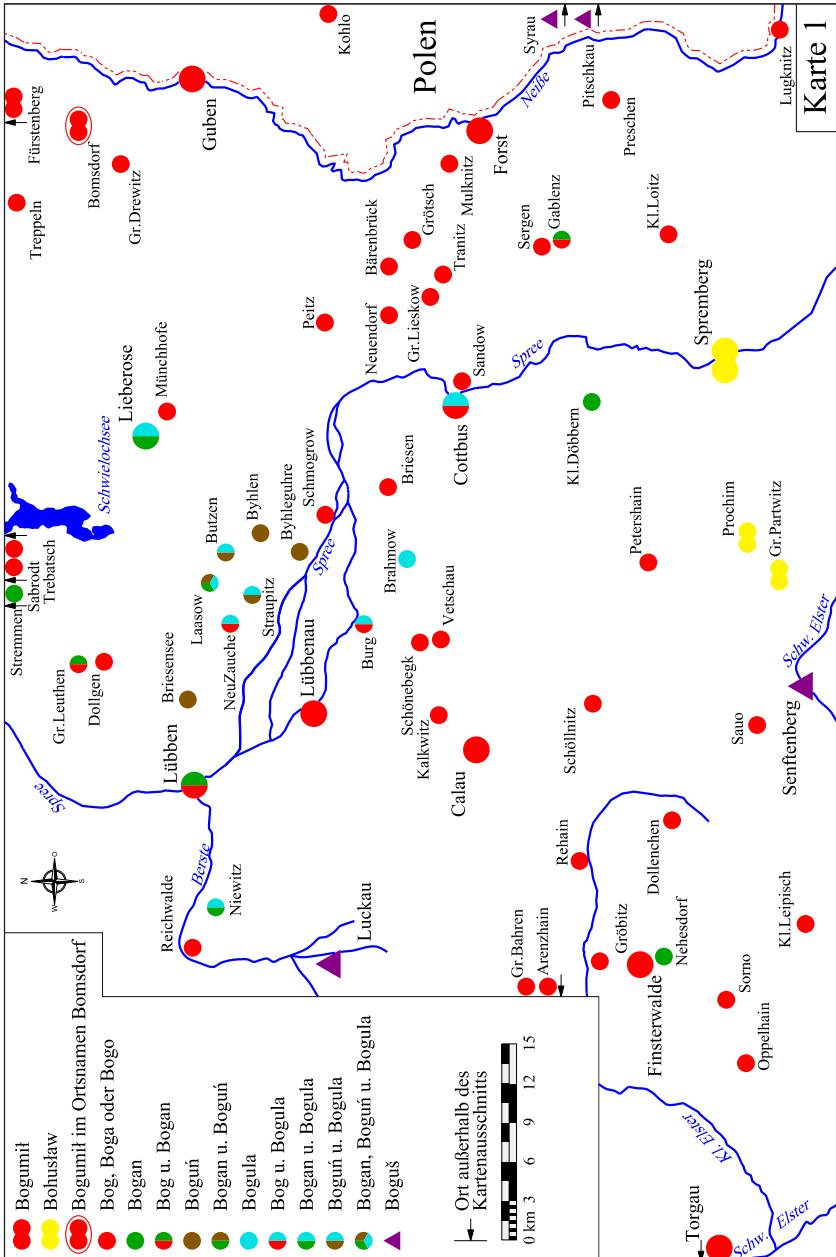 Bogumił
Bohusław
Bogumił im Ortsnamen Bomsdorf
Bog, Boga oder Bogo
Bogan
Bog u. Bogan
Boguń
Bogan u. Boguń
Bogula
Bog u. Bogula
Bogan u. Bogula
Boguń u. Bogula
Bogan, Boguń u. Bogula
Boguš
Ort außerhalb des
Kartenausschnitts
0 km 3 6 9 12 15
N
W O
S
Spree
Gr.Leuthen
Dollgen
Stremmen
Sabrodt
Trebatsch
Schwielochsee
Lieberose
Münchhofe
Treppeln
Fürstenberg
Bomsdorf
Gr.Drewitz
Guben
Kohlo
Polen
Neiße
Reichwalde
Niewitz
Berste
Luckau
Lübben
Briesensee
NeuZauche
Laasow
Straupitz
Butzen
Byhlen
Byhleguhre
Schmogrow
Spree
Lübbenau
Burg
Brahmow
Briesen
Peitz
Neuendorf
Bärenbrück
Gr.Lieskow
Grötsch
Tranitz
Mulknitz
Forst
Sandow
Cottbus
Spree
Schönebegk
Vetschau
Kalkwitz
Calau
Gr.Bahren
Arenzhain
Rehain
Schöllnitz
Petershain
Kl.Döbbern
Sergen
Gablenz
Syrau
Pitschkau
Preschen
Kl.Loitz
Lugknitz
Gröbitz
Finsterwalde
Nehesdorf
Dollenchen
Sorno
Oppelhain
Kl.Leipisch
Sauo
Senftenberg
Schw. Elster
Prochim
Gr.Partwitz
Spremberg
Kl.Elster
Torgau
Schw. Elster
Karte 1